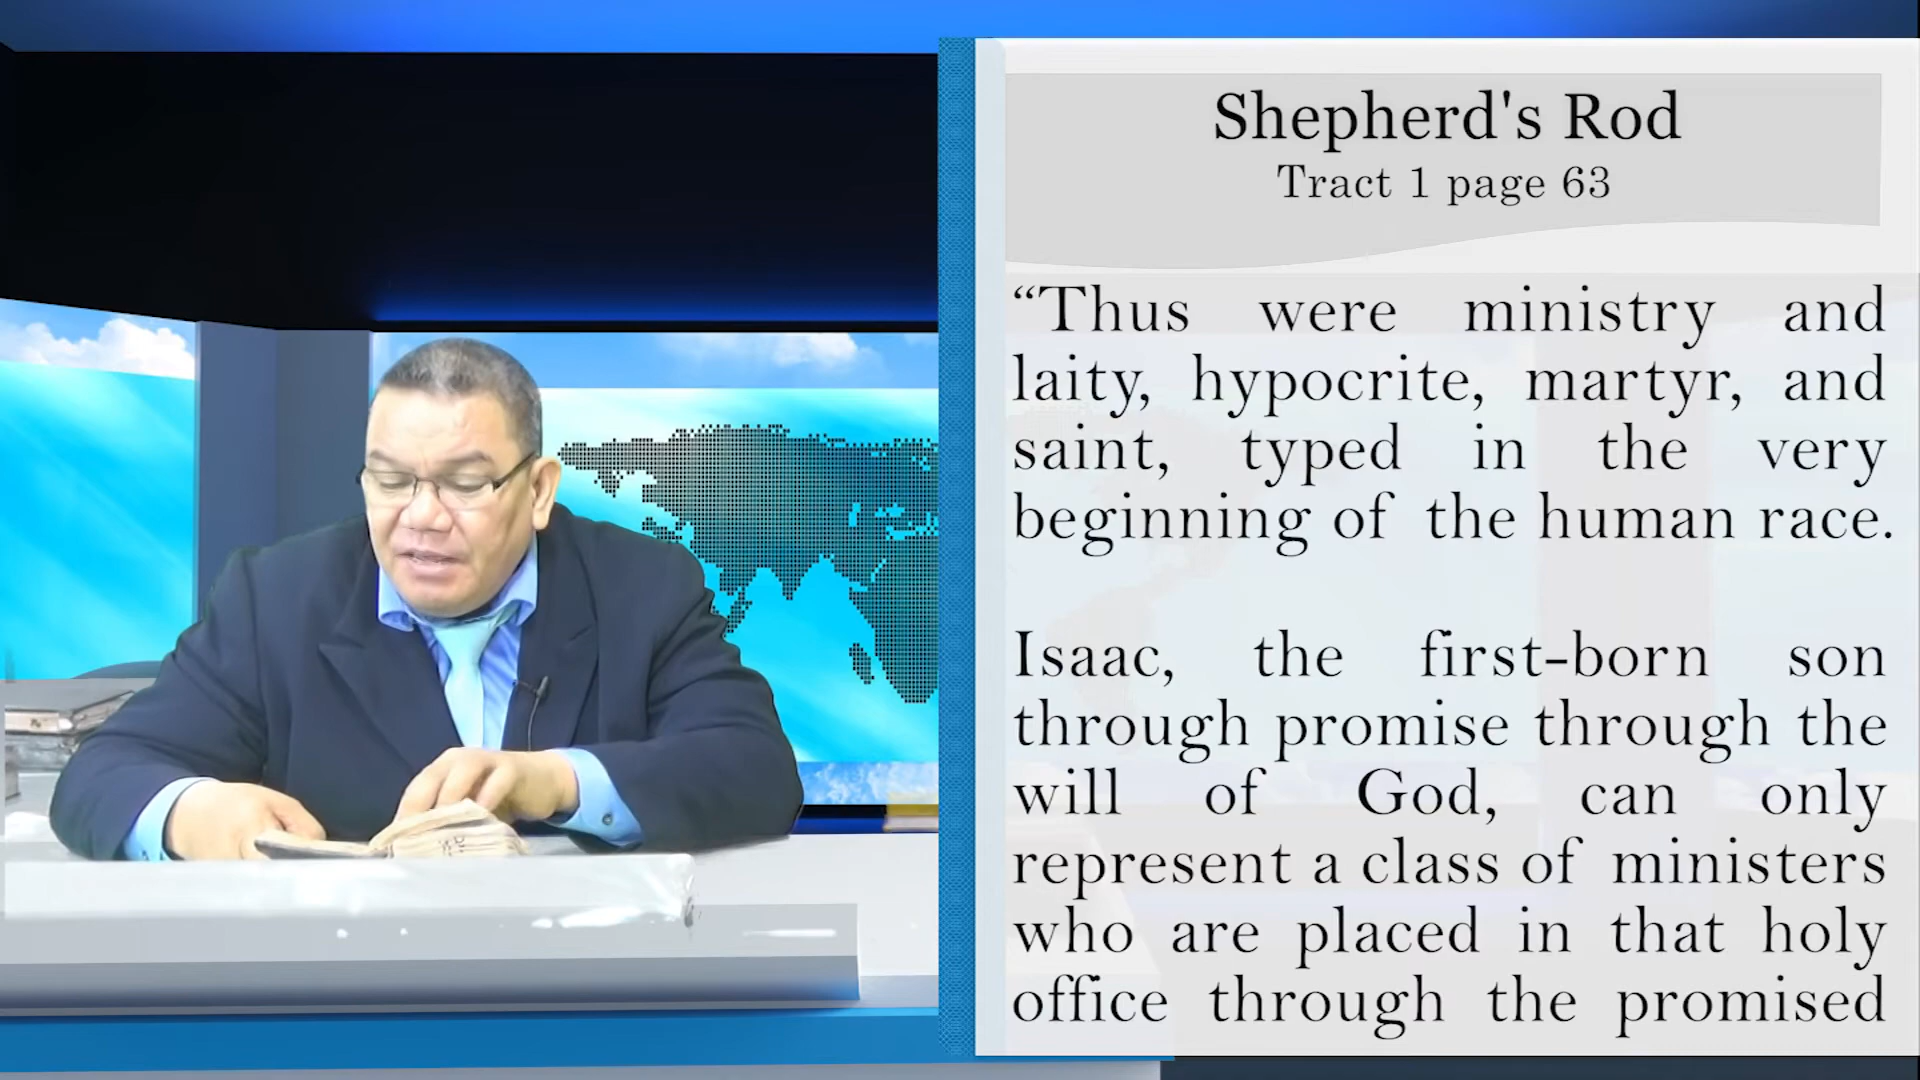 Shepherd's Rod
Tract 1 page 63
“Thus were ministry and
laity, hypocrite, martyr, and
saint, typed in the very
beginning of the human race.
Isaac, the first-born son
through promise through the
will of God, can only
represent a class of ministers
who are placed in that holy
office through the promised